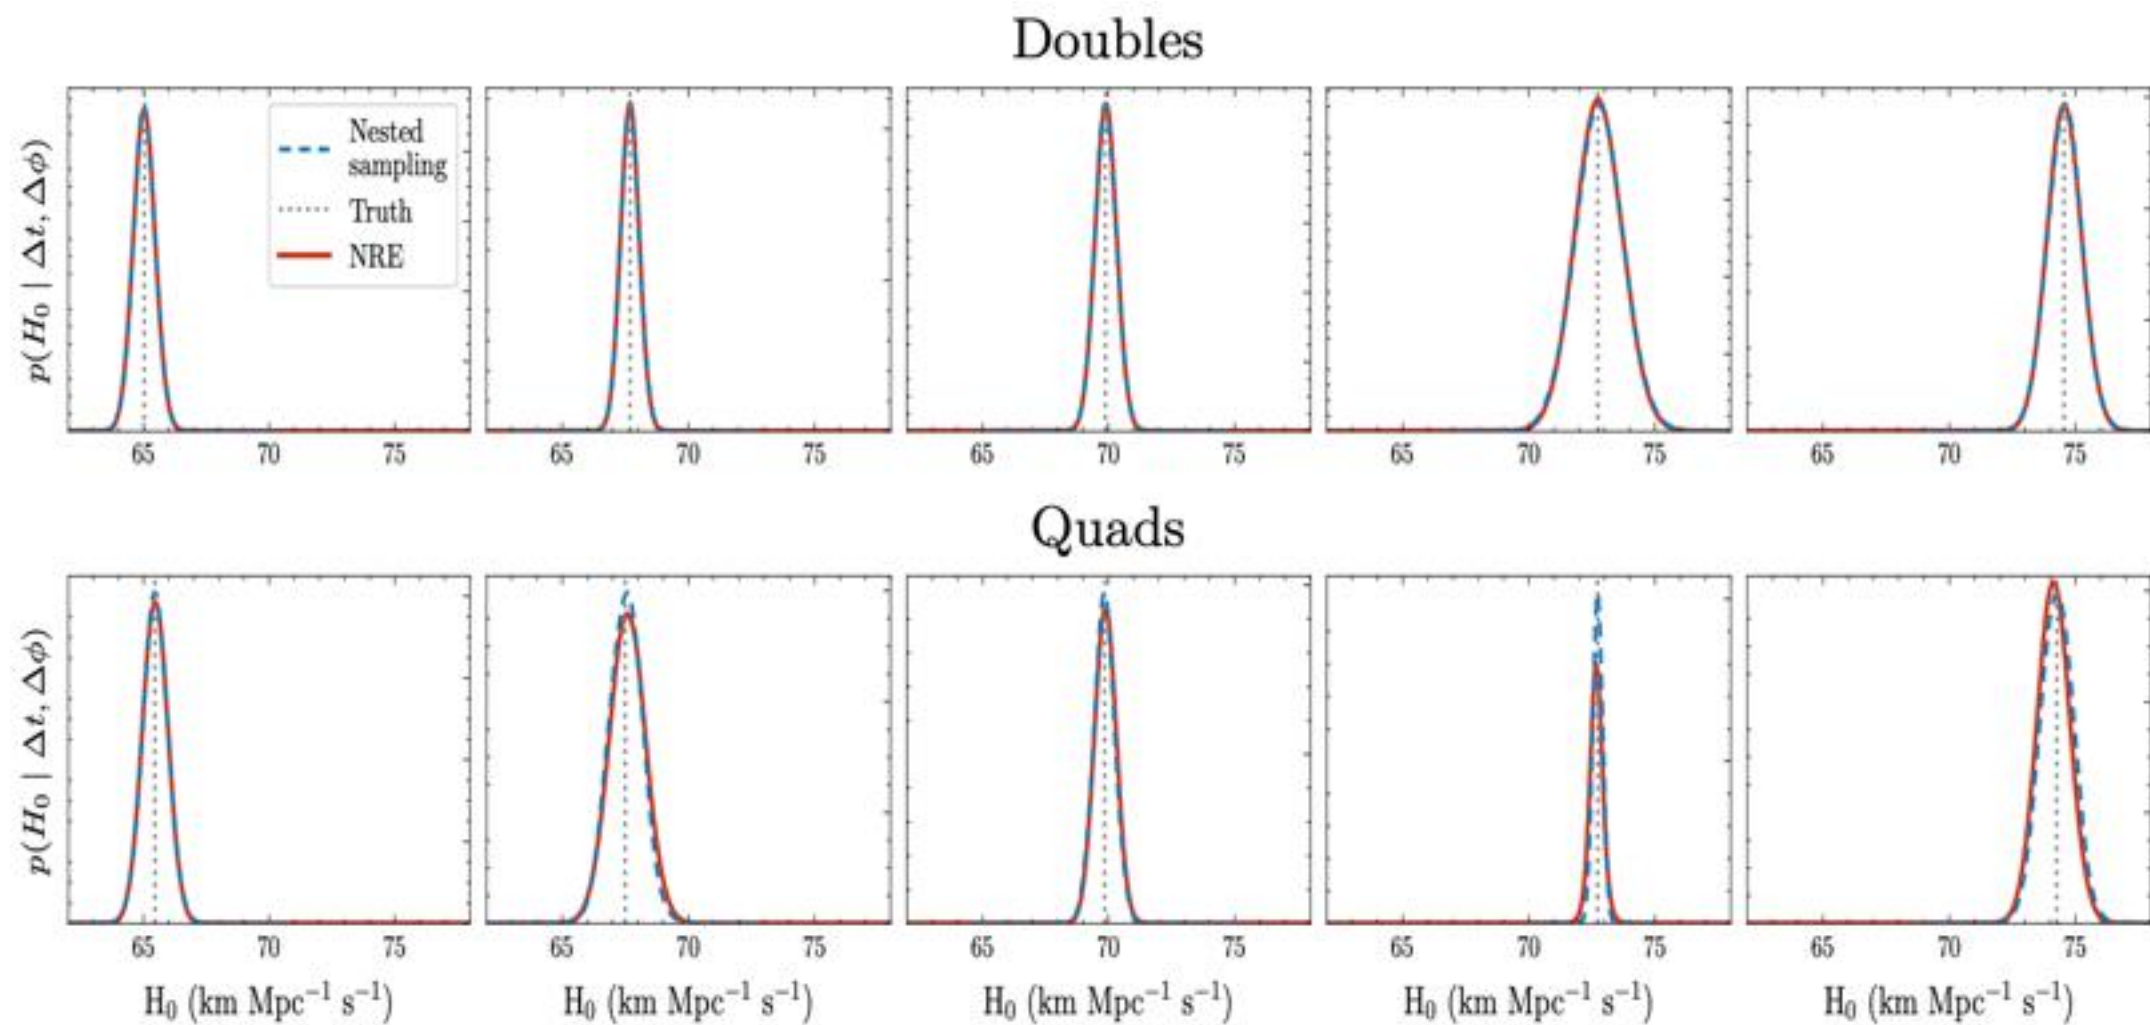 Doubles
p(H₀ | Δt, Δϕ)
Nested
sampling
Truth
NRE
65 70 75
65 70 75
65 70 75
70 75
65 70 75
Quads
p(H₀ | Δt, Δϕ)
65 70 75
65 70 75
65 70 75
65 70 75
65 70 75
H₀ (km Mpc⁻¹ s⁻¹)
H₀ (km Mpc⁻¹ s⁻¹)
H₀ (km Mpc⁻¹ s⁻¹)
H₀ (km Mpc⁻¹ s⁻¹)
H₀ (km Mpc⁻¹ s⁻¹)